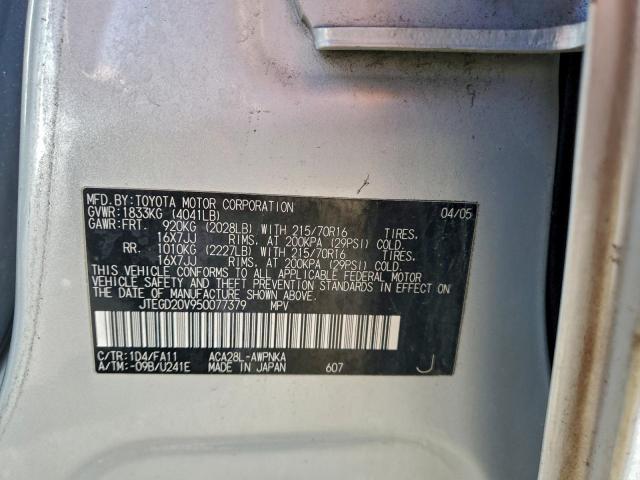 MFD. BY: TOYOTA MOTOR CORPORATION 04/05
GVWR: 1833KG (4041LB)
GAWR: FRT. 920KG (2028LB) WITH 215/70R16 TIRES.
16X7JJ RIMS, AT 200KPA (29PSI) COLD.
RR. 1010KG (2227LB) WITH 215/70R16 TIRES.
16X7JJ RIMS, AT 200KPA (29PSI) COLD.
THIS VEHICLE CONFORMS TO ALL APPLICABLE FEDERAL MOTOR
VEHICLE SAFETY AND THEFT PREVENTION STANDARDS IN EFFECT ON
THE DATE OF MANUFACTURE SHOWN ABOVE.
JTEGD20V950077379 MPV
C/TR: 1D4/FA11 ACA28L-AWPNKA
A/TM: -09B/U241E MADE IN JAPAN 607 J